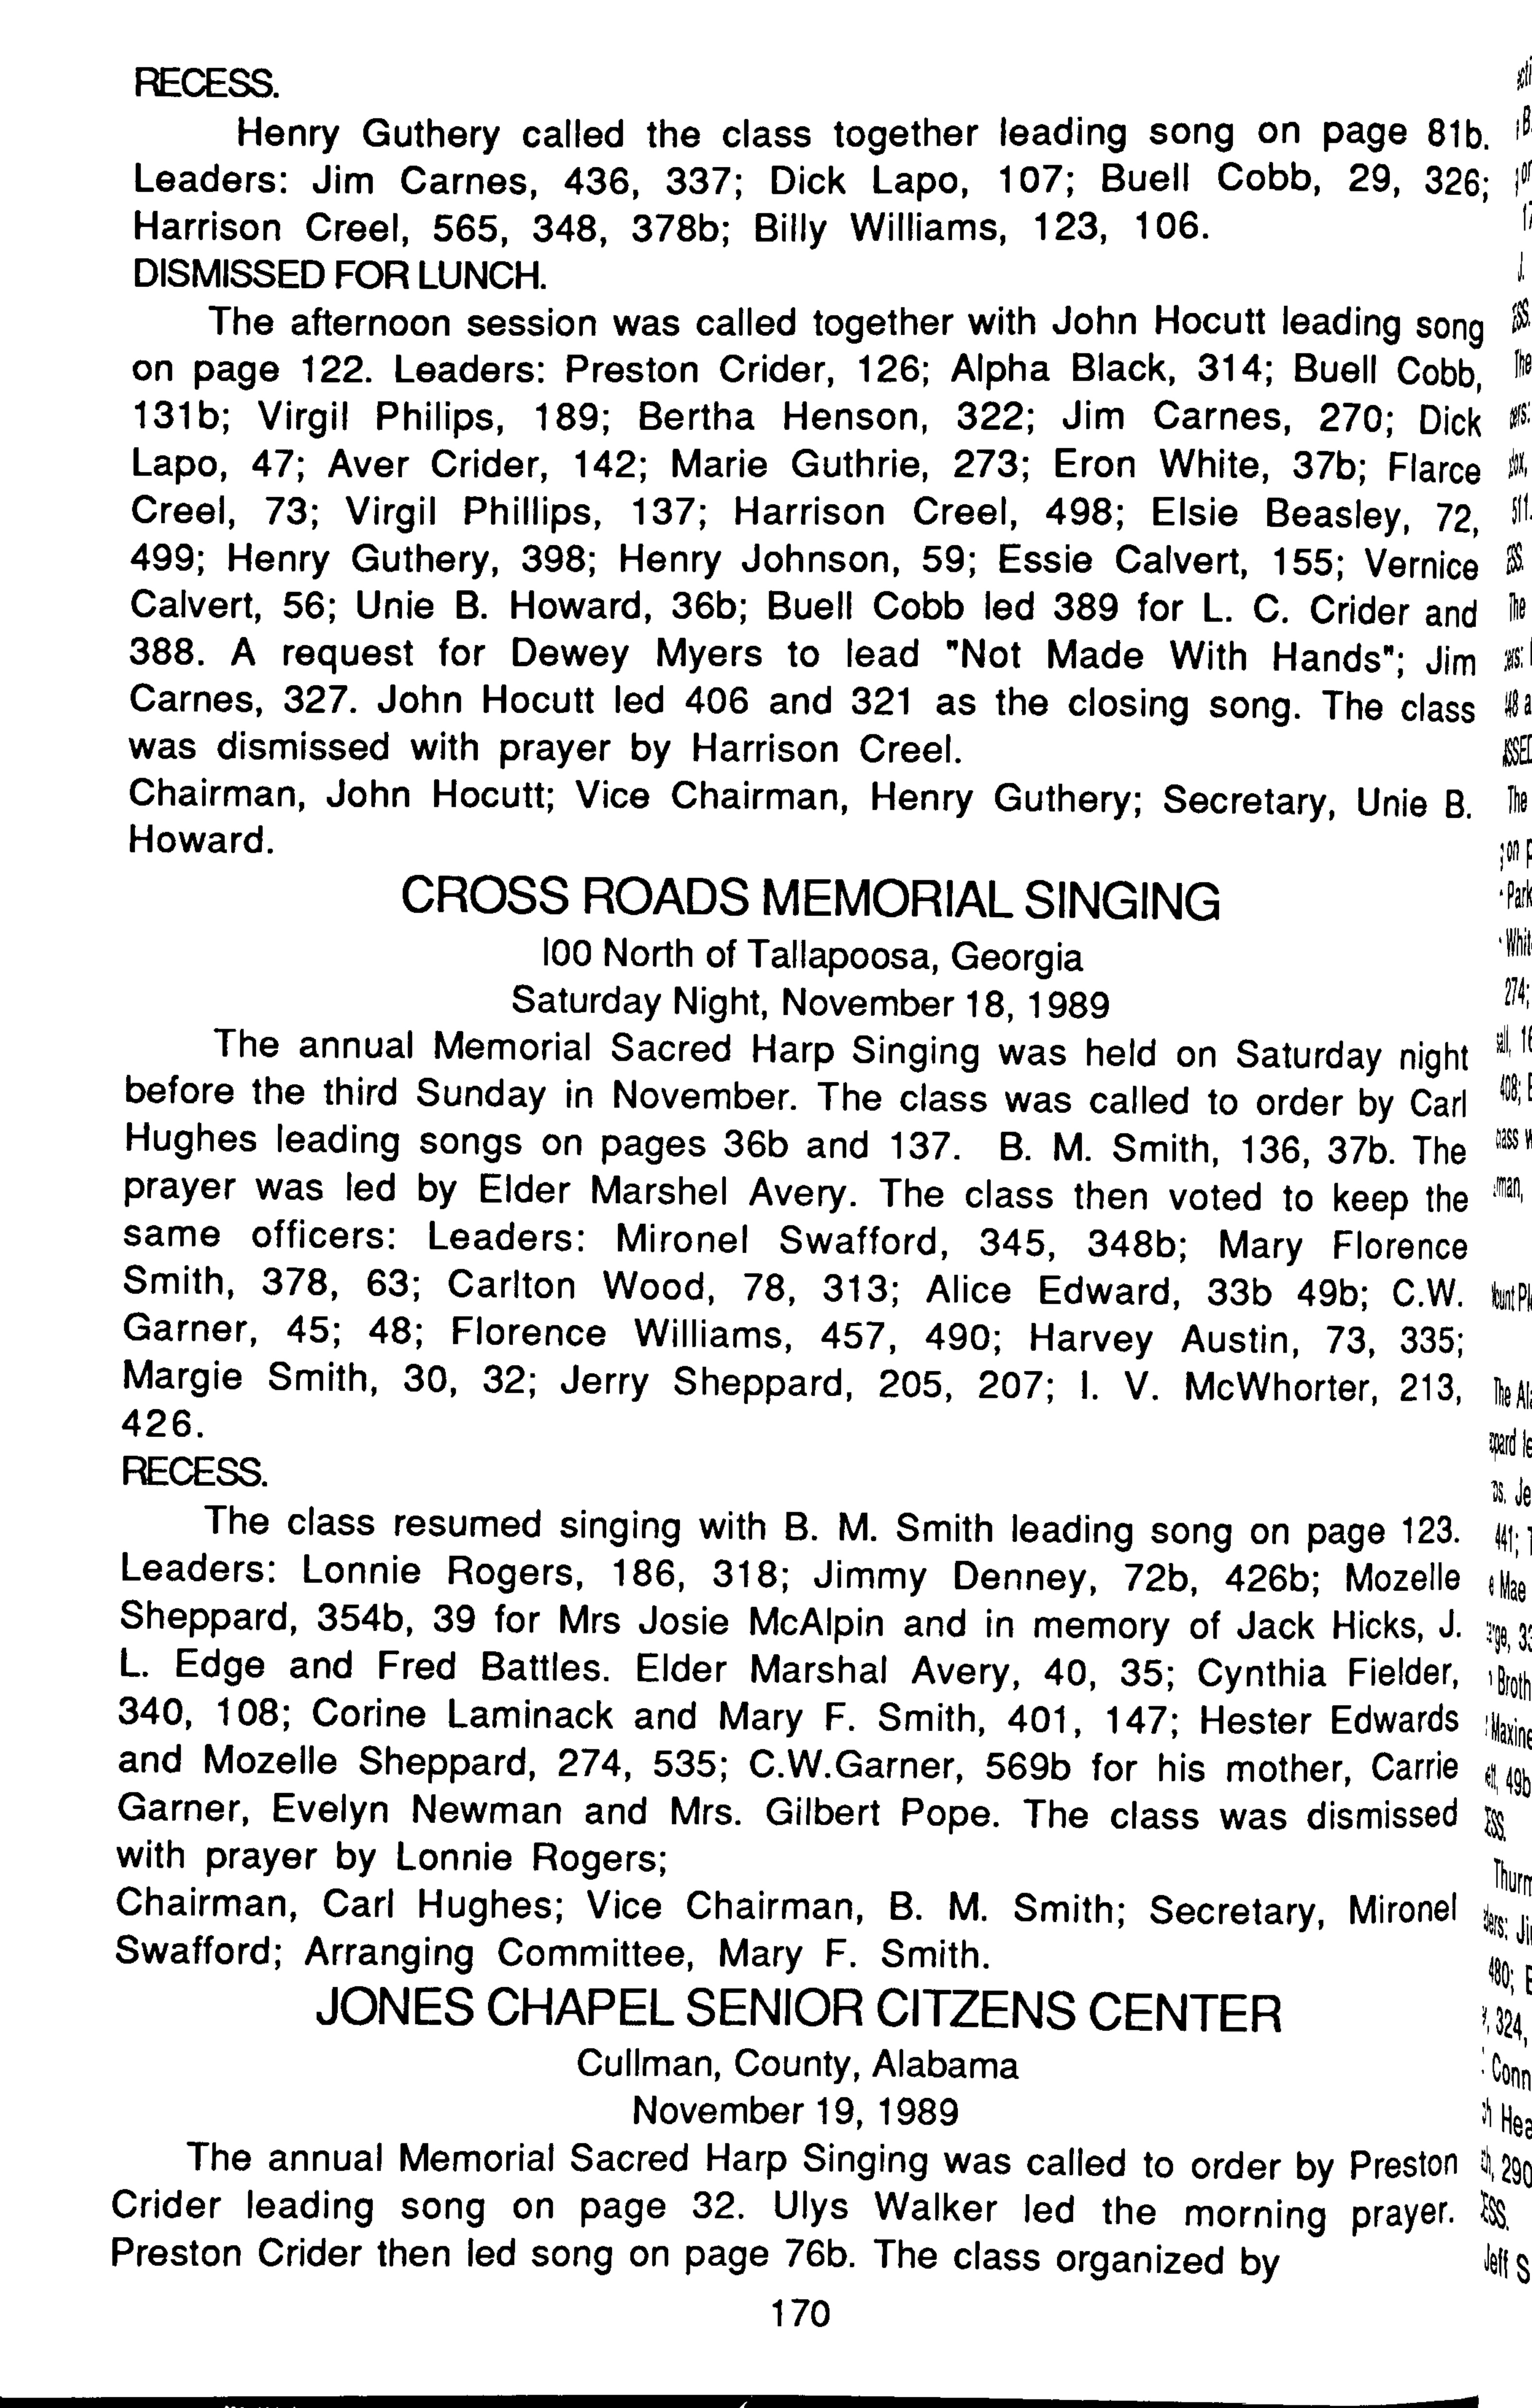 RECESS.
Henry Guthery called the class together leading song on page 81b.
Leaders: Jim Carnes, 436, 337; Dick Lapo, 107; Buell Cobb, 29, 326;
Harrison Creel, 565, 348, 378b; Billy Williams, 123, 106.
DISMISSED FOR LUNCH.
The afternoon session was called together with John Hocutt leading song
on page 122. Leaders: Preston Crider, 126; Alpha Black, 314; Buell Cobb,
131b; Virgil Philips, 189; Bertha Henson, 322; Jim Carnes, 270; Dick
Lapo, 47; Aver Crider, 142; Marie Guthrie, 273; Eron White, 37b; Flarce
Creel, 73; Virgil Phillips, 137; Harrison Creel, 498; Elsie Beasley, 72,
499; Henry Guthery, 398; Henry Johnson, 59; Essie Calvert, 155; Vernice
Calvert, 56; Unie B. Howard, 36b; Buell Cobb led 389 for L. C. Crider and
388. A request for Dewey Myers to lead "Not Made With Hands"; Jim
Carnes, 327. John Hocutt led 406 and 321 as the closing song. The class
was dismissed with prayer by Harrison Creel.
Chairman, John Hocutt; Vice Chairman, Henry Guthery; Secretary, Unie B.
Howard.
CROSS ROADS MEMORIAL SINGING
I00 North of Tallapoosa, Georgia
Saturday Night, November 18, 1989
The annual Memorial Sacred Harp Singing was held on Saturday night
before the third Sunday in November. The class was called to order by Carl
Hughes leading songs on pages 36b and 137. B. M. Smith, 136, 37b. The
prayer was led by Elder Marshel Avery. The class then voted to keep the
same officers: Leaders: Mironel Swafford, 345, 348b; Mary Florence
Smith, 378, 63; Carlton Wood, 78, 313; Alice Edward, 33b 49b; C.W.
Garner, 45; 48; Florence Williams, 457, 490; Harvey Austin, 73, 335;
Margie Smith, 30, 32; Jerry Sheppard, 205, 207; I. V. McWhorter, 213,
426.
RECESS.
The class resumed singing with B. M. Smith leading song on page 123.
Leaders: Lonnie Rogers, 186, 318; Jimmy Denney, 72b, 426b; Mozelle
Sheppard, 354b, 39 for Mrs Josie McAlpin and in memory of Jack Hicks, J.
L. Edge and Fred Battles. Elder Marshal Avery, 40, 35; Cynthia Fielder,
340, 108; Corine Laminack and Mary F. Smith, 401, 147; Hester Edwards
and Mozelle Sheppard, 274, 535; C.W.Garner, 569b for his mother, Carrie
Garner, Evelyn Newman and Mrs. Gilbert Pope. The class was dismissed
with prayer by Lonnie Rogers;
Chairman, Carl Hughes; Vice Chairman, B. M. Smith; Secretary, Mironel
Swafford; Arranging Committee, Mary F. Smith.
JONES CHAPEL SENIOR CITZENS CENTER
Cullman, County, Alabama
November 19, 1989
The annual Memorial Sacred Harp Singing was called to order by Preston
Crider leading song on page 32. Ulys Walker led the morning prayer.
Preston Crider then led song on page 76b. The class organized by
170